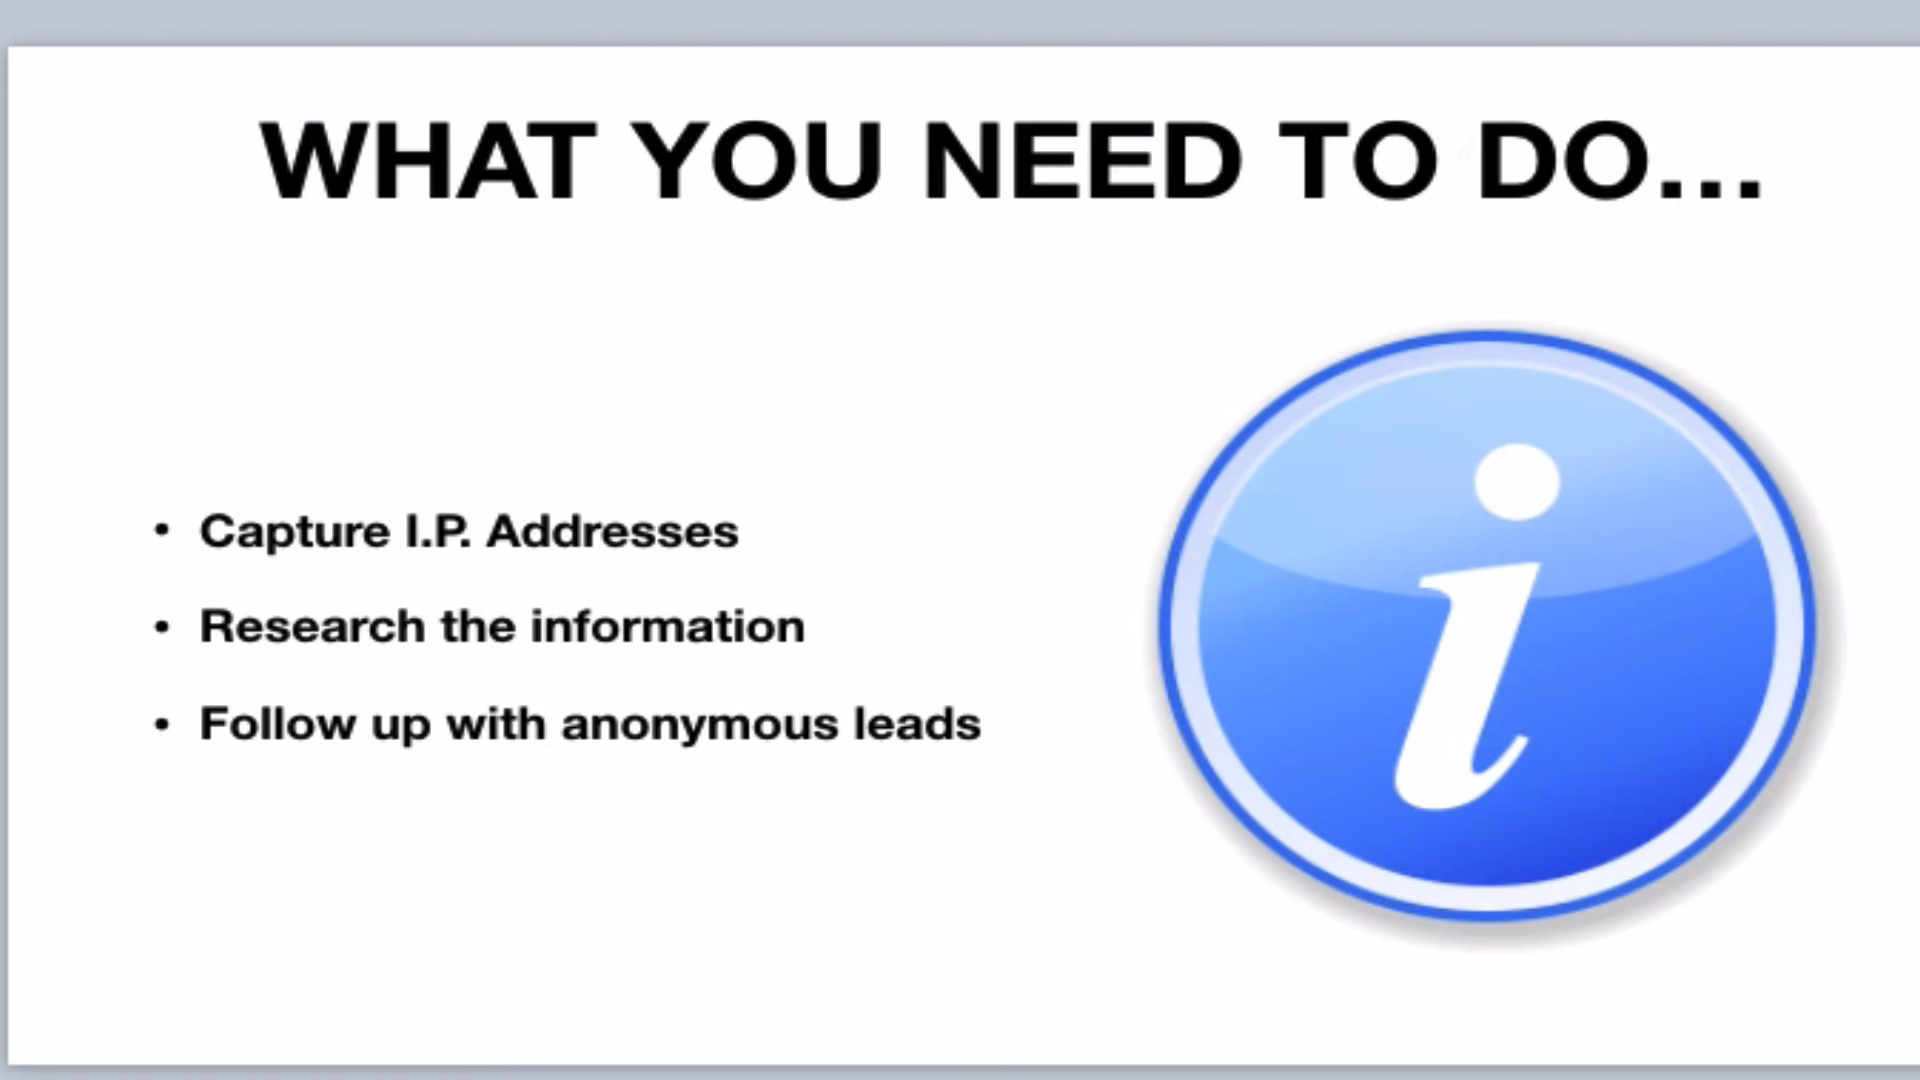 WHAT YOU NEED TO DO...
• Capture I.P. Addresses
• Research the information
• Follow up with anonymous leads
i